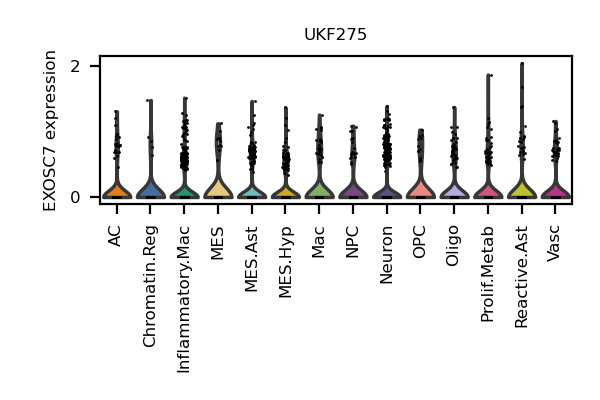 UKF275
EXOSC7 expression
2
0
AC
Chromatin.Reg
Inflammatory.Mac
MES
MES.Ast
MES.Hyp
Mac
NPC
Neuron
OPC
Oligo
Prolif.Metab
Reactive.Ast
Vasc